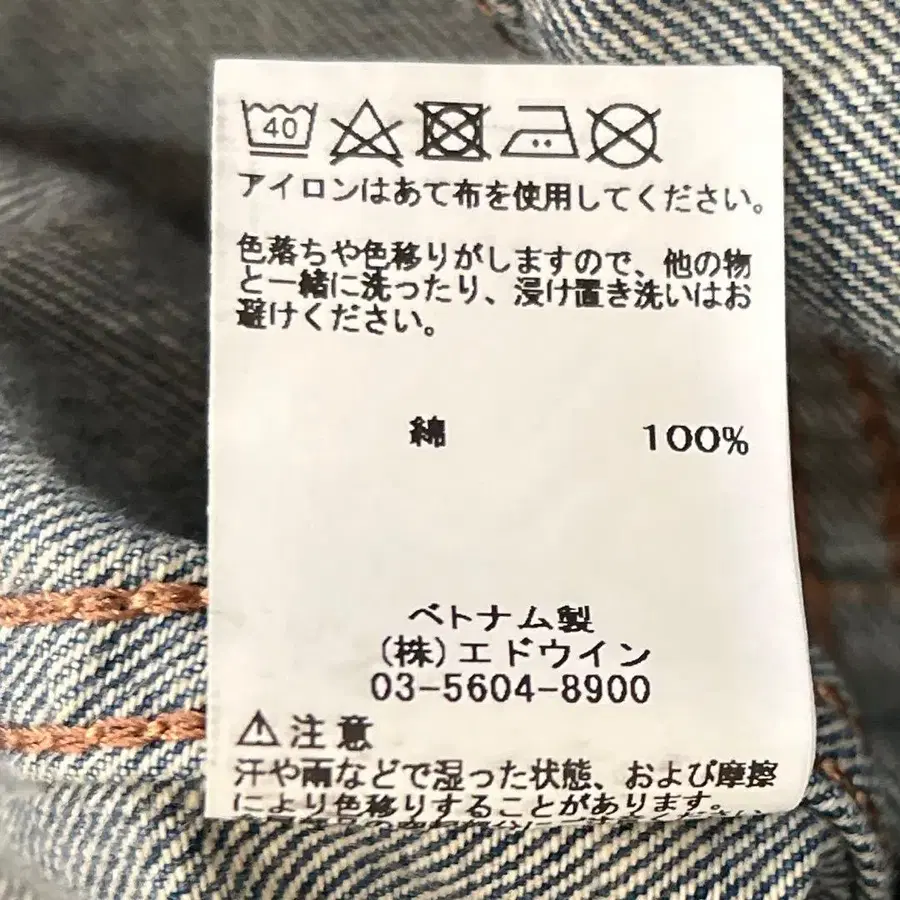 40
アイロンはあて布を使用してください。
色落ちや色移りがしますので、他の物
と一緒に洗ったり、浸け置き洗いはお
避けください。
綿 100%
ベトナム製
(株)エドウイン
03-5604-8900
⚠注意
汗や雨などで湿った状態、および摩擦
により色移りすることがあります。